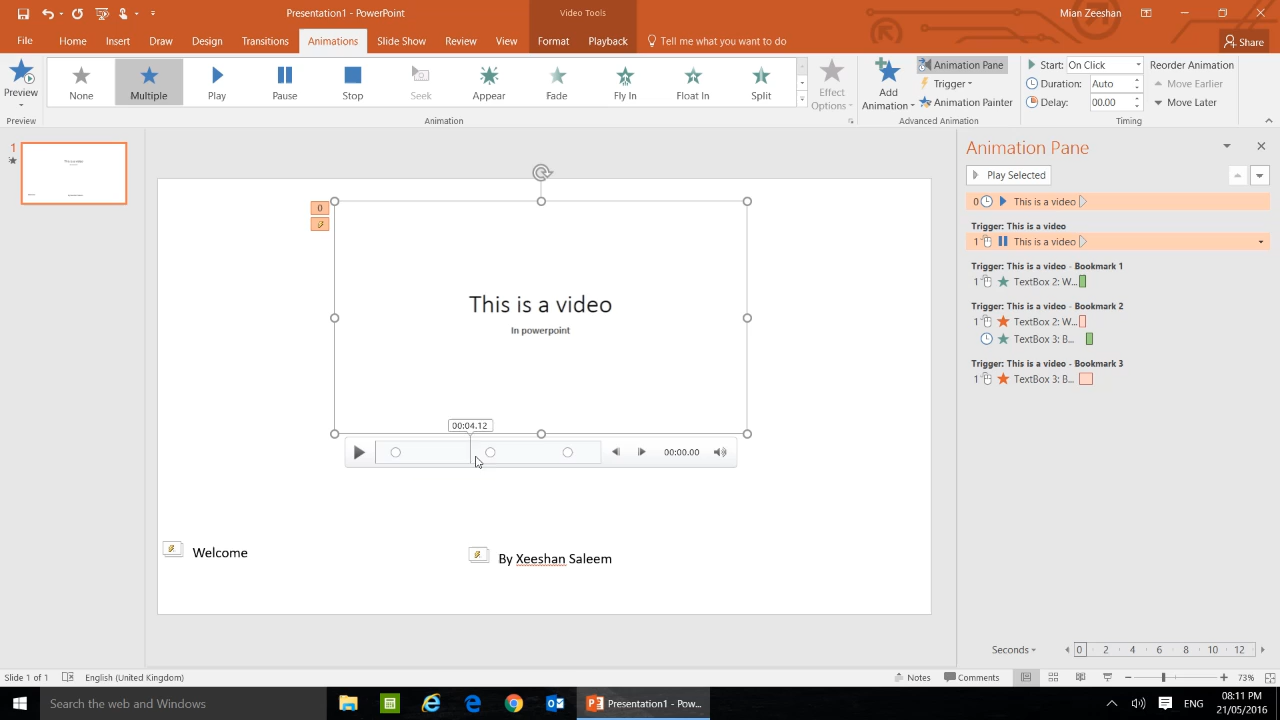 Presentation1 - PowerPoint
Video Tools
Mian Zeeshan
File
Home
Insert
Draw
Design
Transitions
Animations
Slide Show
Review
View
Format
Playback
Tell me what you want to do
Share
Preview
None
Multiple
Play
Pause
Stop
Seek
Appear
Fade
Fly In
Float In
Split
Effect
Options
Add
Animation
Animation Pane
Trigger
Animation Painter
Start: On Click
Duration: Auto
Delay: 00.00
Reorder Animation
Move Earlier
Move Later
Preview
Animation
Advanced Animation
Timing
1
This is a video
0
This is a video
In powerpoint
00:04.12
00:00.00
Welcome
By Xeeshan Saleem
Animation Pane
Play Selected
0 This is a video
Trigger: This is a video
1 This is a video
Trigger: This is a video - Bookmark 1
1 TextBox 2: W...
Trigger: This is a video - Bookmark 2
1 TextBox 2: W...
TextBox 3: B...
Trigger: This is a video - Bookmark 3
1 TextBox 3: B...
Seconds
0 2 4 6 8 10 12
Slide 1 of 1
English (United Kingdom)
Notes
Comments
73%
Search the web and Windows
Presentation1 - Pow...
ENG
08:11 PM
21/05/2016